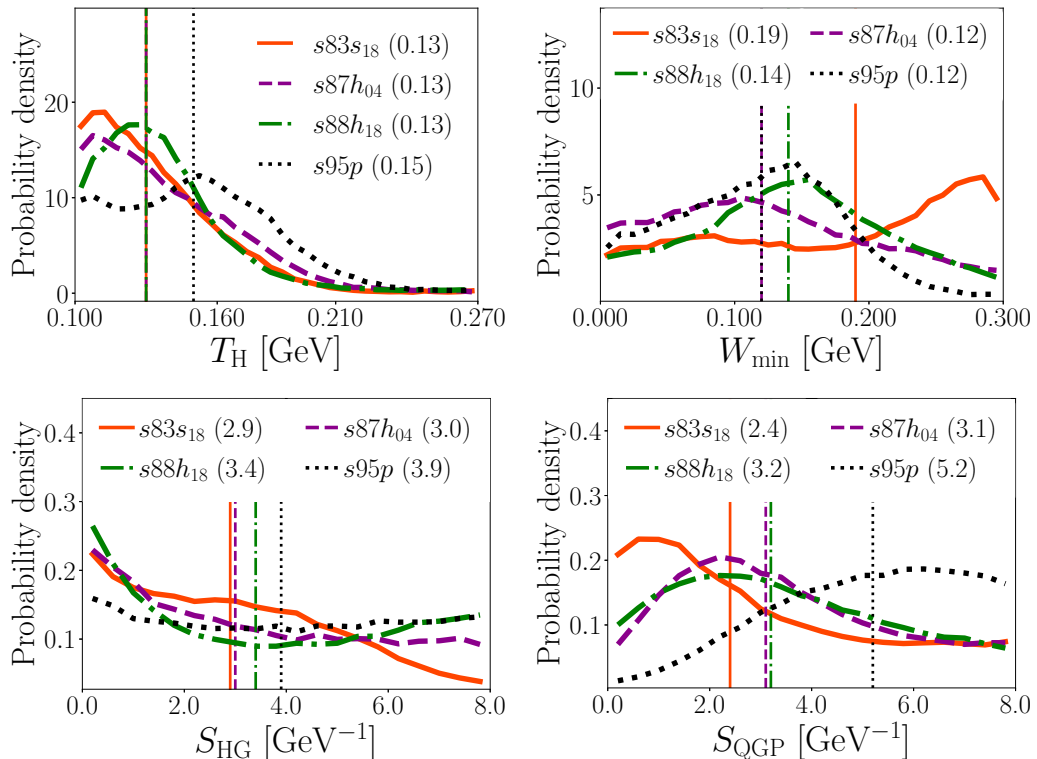 Probability density
20
10
0
s83s₁₈ (0.13)
s87h₀₄ (0.13)
s88h₁₈ (0.13)
s95p (0.15)
0.100 0.160 0.210 0.270
T_H [GeV]
Probability density
10
5
s83s₁₈ (0.19) s87h₀₄ (0.12)
s88h₁₈ (0.14) s95p (0.12)
0.000 0.100 0.200 0.300
W_min [GeV]
Probability density
0.4
0.3
0.2
0.1
s83s₁₈ (2.9) s87h₀₄ (3.0)
s88h₁₈ (3.4) s95p (3.9)
0.0 2.0 4.0 6.0 8.0
S_HG [GeV⁻¹]
Probability density
0.4
0.3
0.2
0.1
s83s₁₈ (2.4) s87h₀₄ (3.1)
s88h₁₈ (3.2) s95p (5.2)
0.0 2.0 4.0 6.0 8.0
S_QGP [GeV⁻¹]